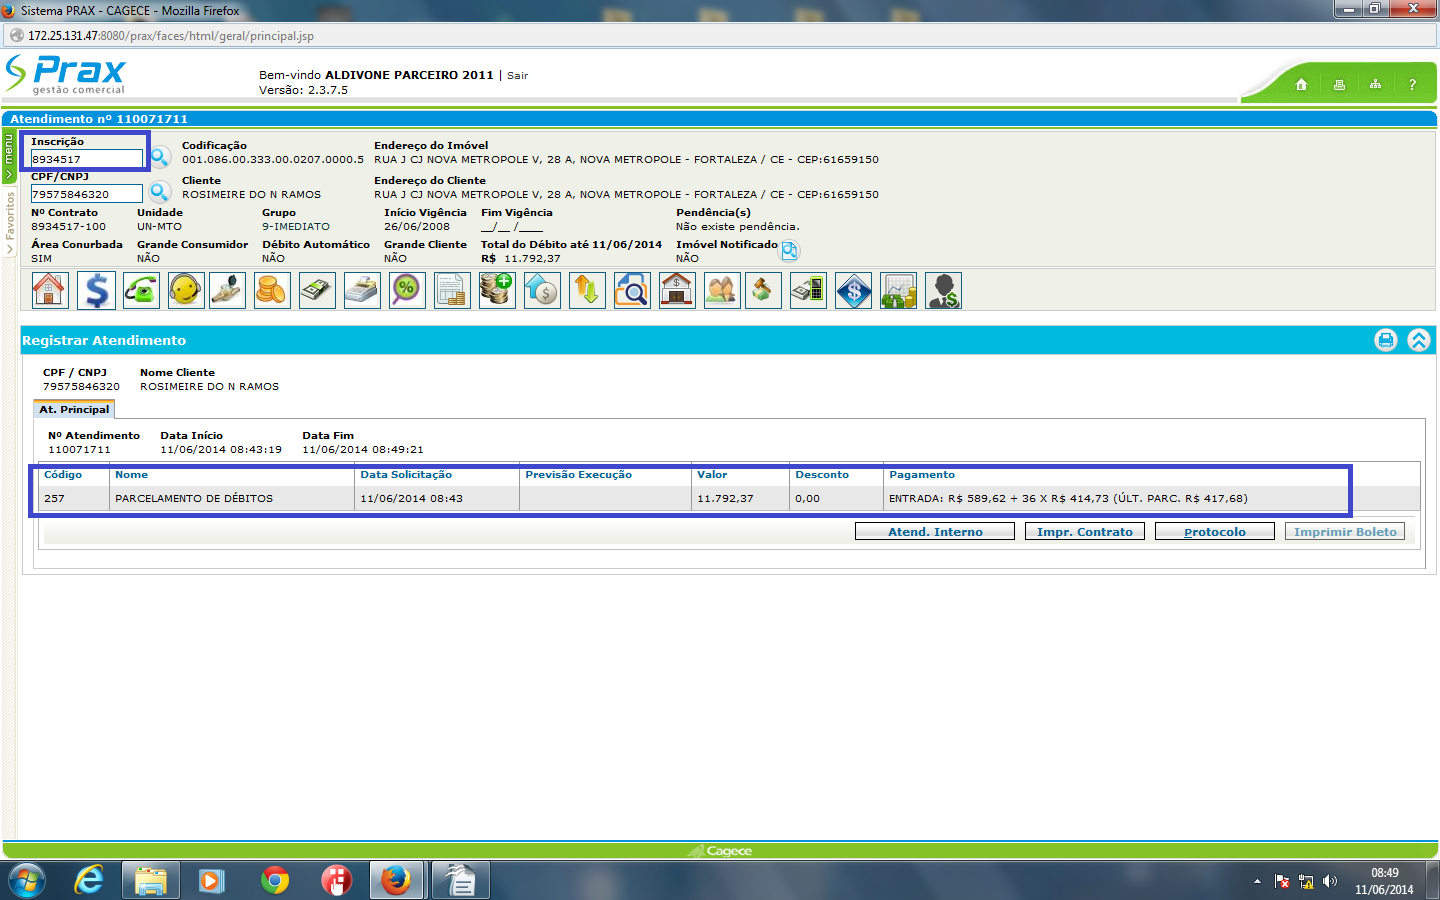 Sistema PRAX - CAGECE - Mozilla Firefox
172.25.131.47:8080/prax/faces/html/geral/principal.jsp
Prax
gestão comercial
Bem-vindo ALDIVONE PARCEIRO 2011 | Sair
Versão: 2.3.7.5
?
Atendimento nº 110071711
menu
Favoritos
Inscrição Codificação Endereço do Imóvel
8934517 001.086.00.333.00.0207.0000.5 RUA J CJ NOVA METROPOLE V, 28 A, NOVA METROPOLE - FORTALEZA / CE - CEP:61659150
CPF/CNPJ Cliente Endereço do Cliente
79575846320 ROSIMEIRE DO N RAMOS RUA J CJ NOVA METROPOLE V, 28 A, NOVA METROPOLE - FORTALEZA / CE - CEP:61659150
Nº Contrato Unidade Grupo Início Vigência Fim Vigência Pendência(s)
8934517-100 UN-MTO 9-IMEDIATO 26/06/2008 __/__ /____ Não existe pendência.
Área Conurbada Grande Consumidor Débito Automático Grande Cliente Total do Débito até 11/06/2014 Imóvel Notificado
SIM NÃO NÃO NÃO R$ 11.792,37 NÃO
Registrar Atendimento
CPF / CNPJ Nome Cliente
79575846320 ROSIMEIRE DO N RAMOS
At. Principal
Nº Atendimento Data Início Data Fim
110071711 11/06/2014 08:43:19 11/06/2014 08:49:21
Código Nome Data Solicitação Previsão Execução Valor Desconto Pagamento
257 PARCELAMENTO DE DÉBITOS 11/06/2014 08:43 11.792,37 0,00 ENTRADA: R$ 589,62 + 36 X R$ 414,73 (ÚLT. PARC. R$ 417,68)
Atend. Interno Impr. Contrato Protocolo Imprimir Boleto
Cagece
08:49
11/06/2014